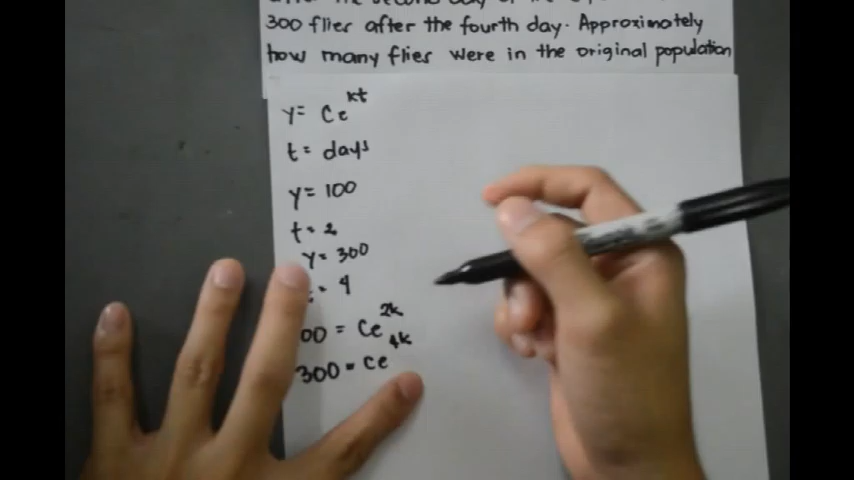 300 flies after the fourth day. Approximately
how many flies were in the original population
y= Ce^kt
t = days
y = 100
t = 2
y = 300
= 4
00 = Ce^2k
300 = Ce^4k